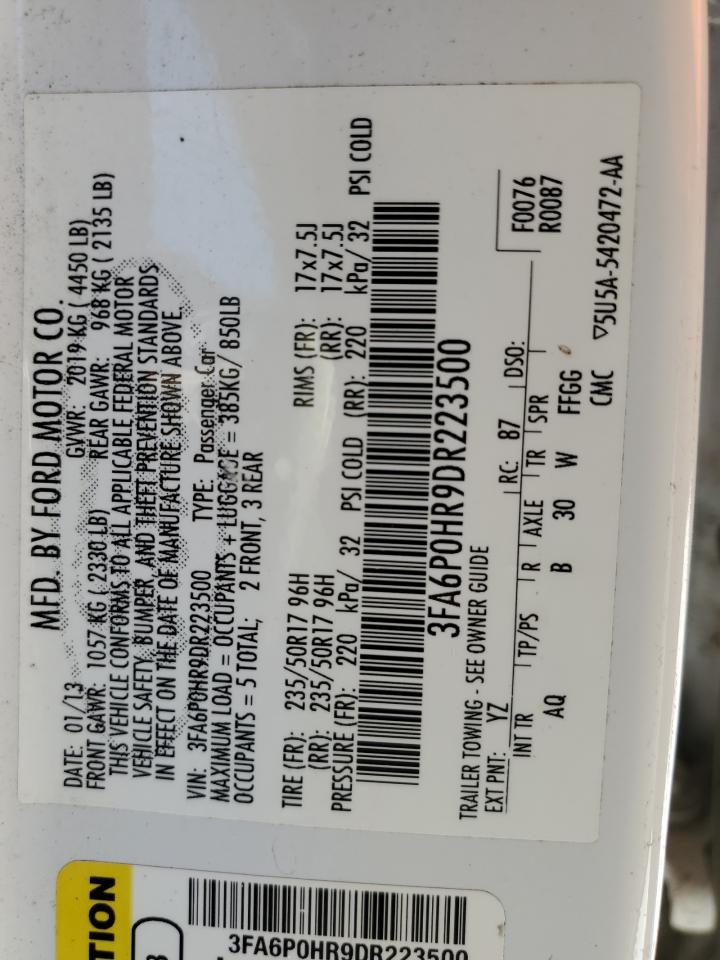 MFD. BY FORD MOTOR CO.
DATE: 01/13 GVWR: 2019 KG ( 4450 LB)
FRONT GAWR: 1057 KG ( 2330 LB) REAR GAWR: 968 KG ( 2135 LB)
THIS VEHICLE CONFORMS TO ALL APPLICABLE FEDERAL MOTOR
VEHICLE SAFETY, BUMPER, AND THEFT PREVENTION STANDARDS
IN EFFECT ON THE DATE OF MANUFACTURE SHOWN ABOVE.
VIN: 3FA6P0HR9DR223500 TYPE: Passenger Car
MAXIMUM LOAD = OCCUPANTS + LUGGAGE = 385KG/ 850LB
OCCUPANTS = 5 TOTAL; 2 FRONT, 3 REAR
TIRE (FR): 235/50R17 96H RIMS (FR): 17x7.5J
(RR): 235/50R17 96H (RR): 17x7.5J
PRESSURE (FR): 220 kPa/ 32 PSI COLD (RR): 220 kPa/ 32 PSI COLD
3FA6P0HR9DR223500
TRAILER TOWING - SEE OWNER GUIDE
F0076
R0087
EXT PNT: YZ RC: 87 DSO:
INT TR TP/PS R AXLE TR SPR
AQ B 30 W FFGG
CMC
5U5A-5420472-AA
TION
3FA6P0HR9DR223500